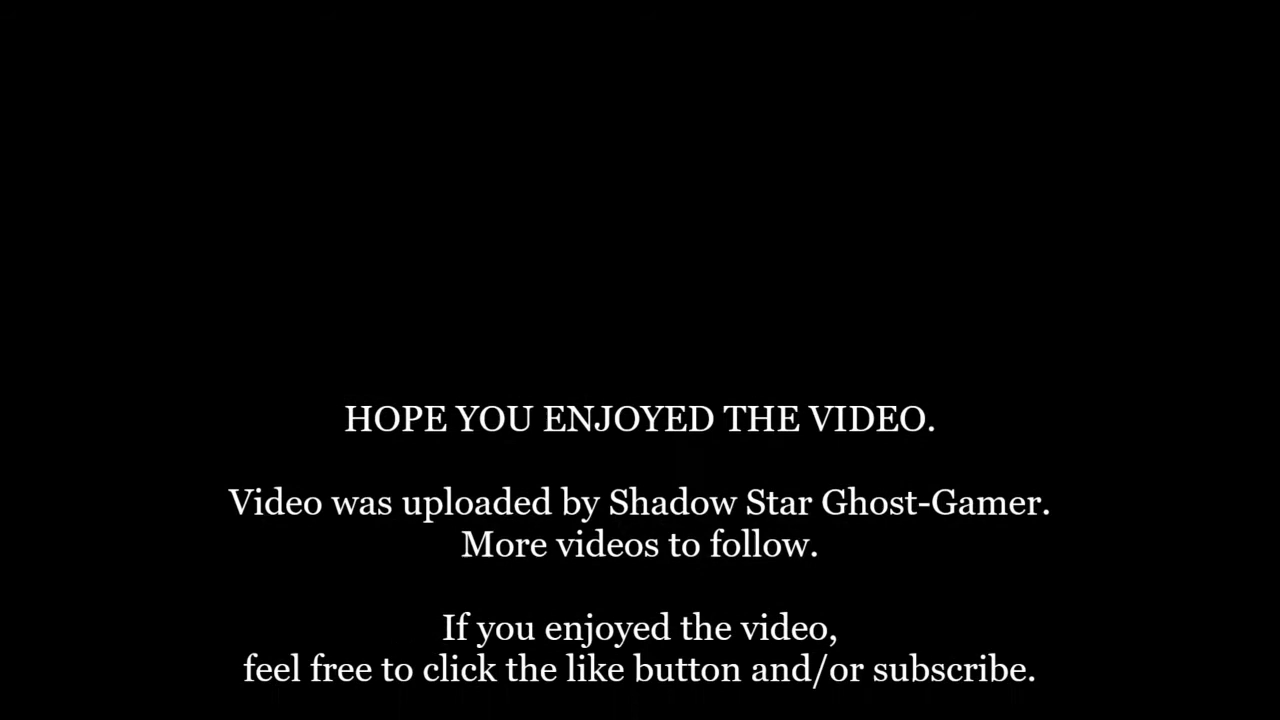 HOPE YOU ENJOYED THE VIDEO.
Video was uploaded by Shadow Star Ghost-Gamer.
More videos to follow.
If you enjoyed the video,
feel free to click the like button and/or subscribe.